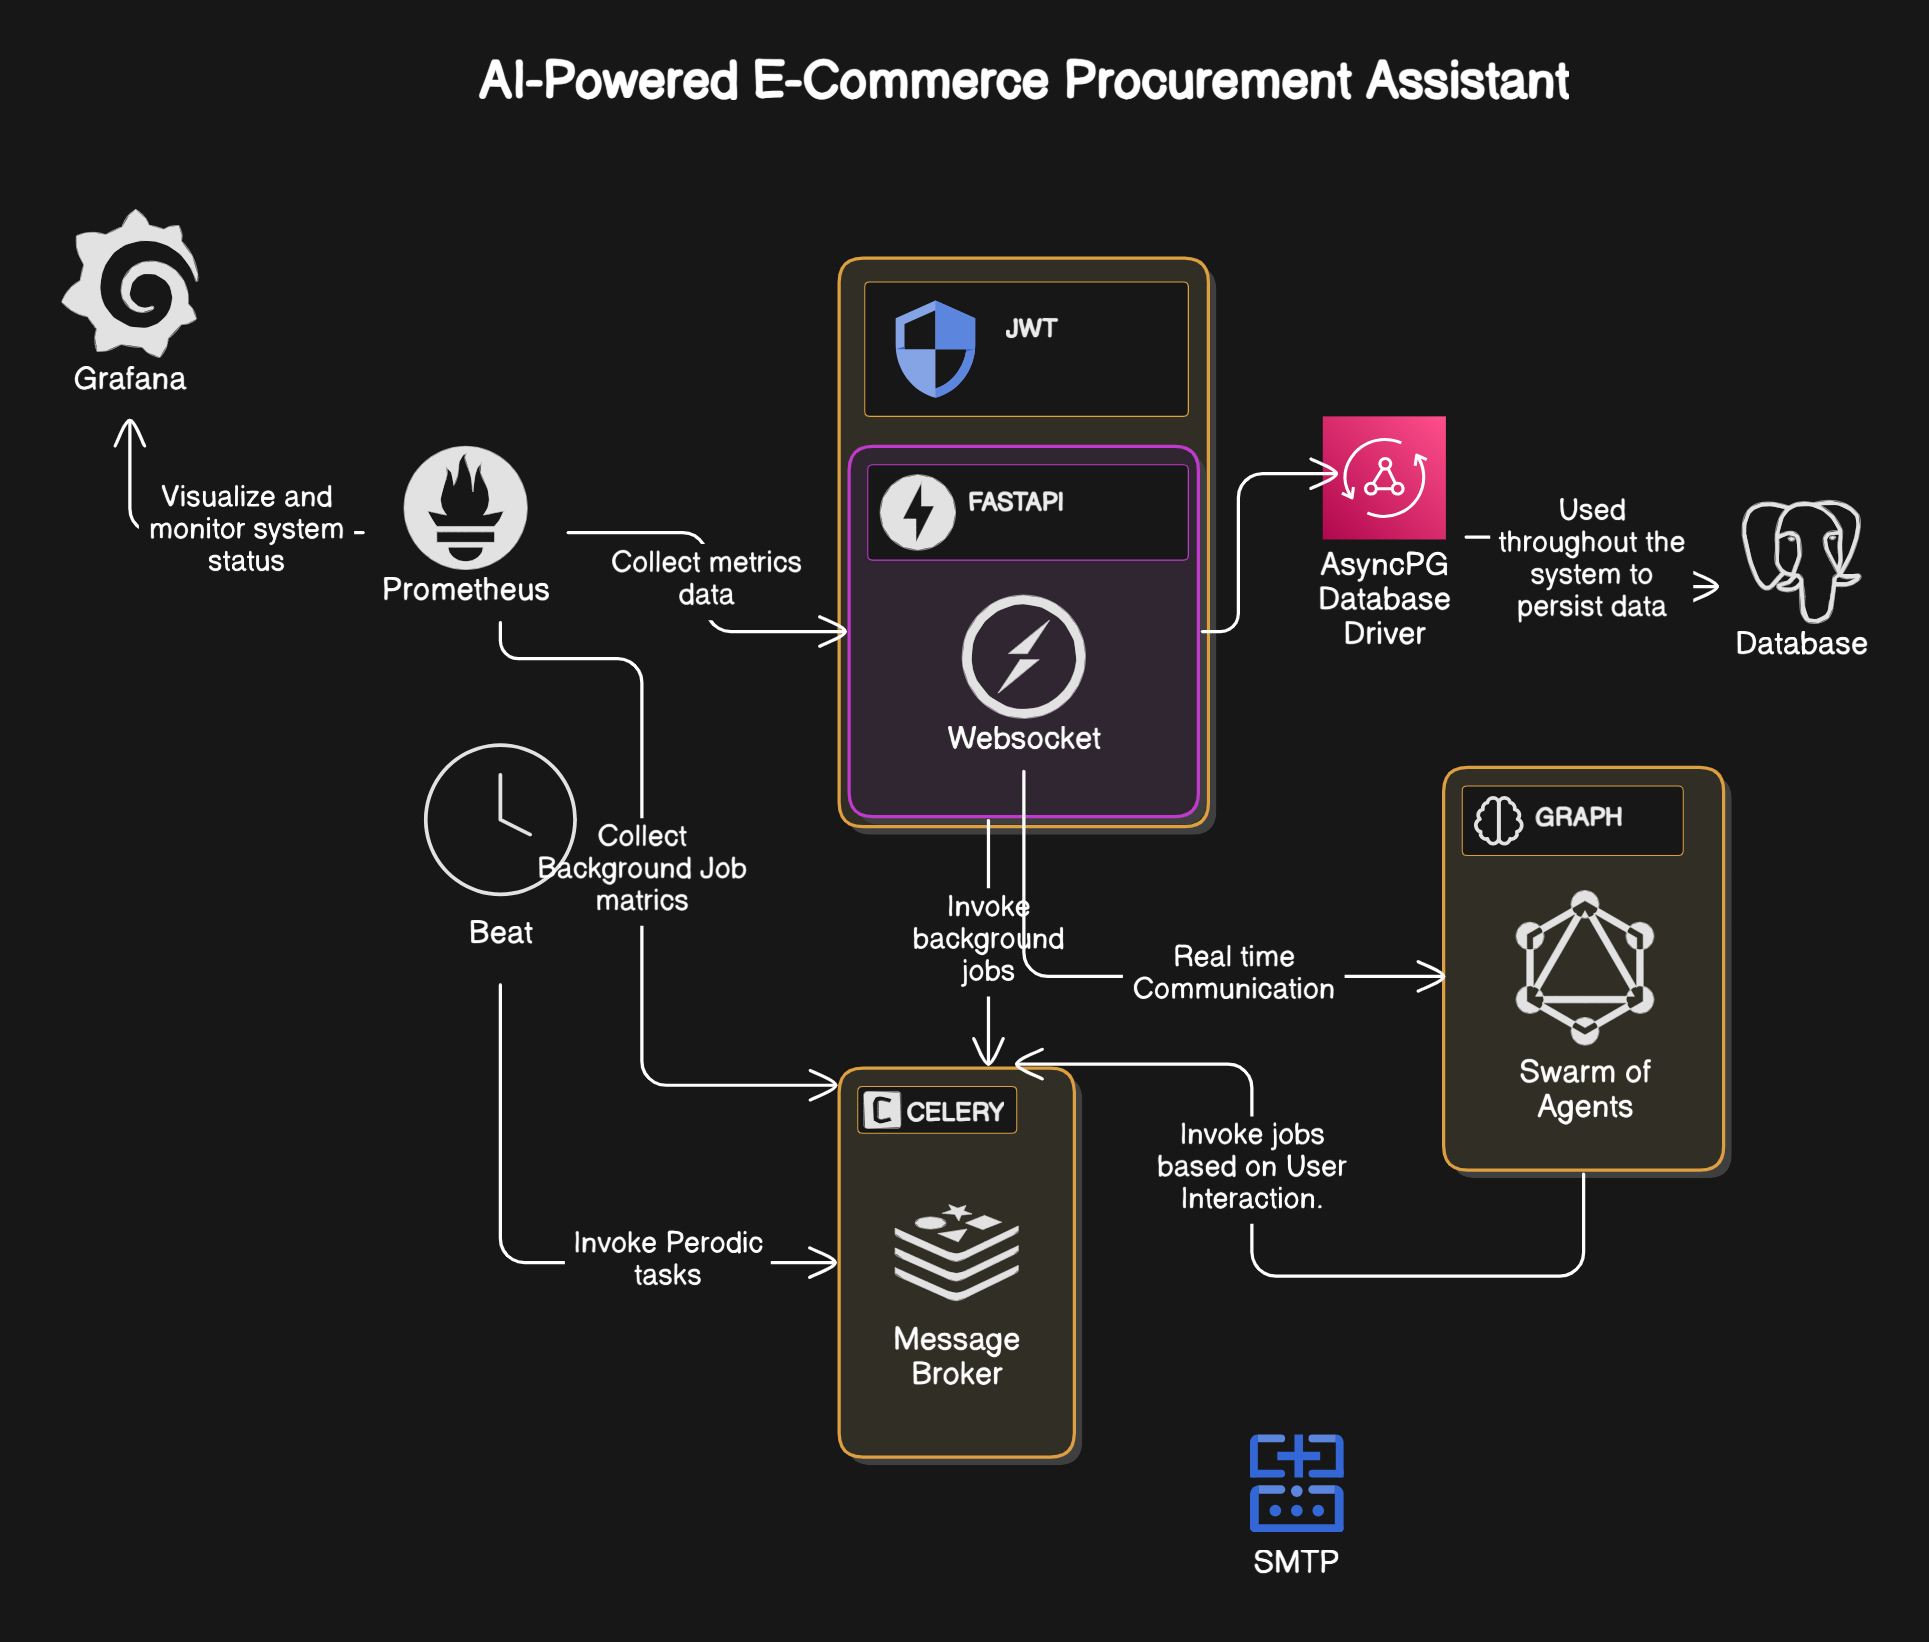 AI-Powered E-Commerce Procurement Assistant
Grafana
Visualize and
monitor system
status
Prometheus
Collect metrics
data
JWT
FASTAPI
Websocket
AsyncPG
Database
Driver
Used
throughout the
system to
persist data
Database
Beat
Collect
Background Job
matrics
Invoke
background
jobs
Real time
Communication
GRAPH
Swarm of
Agents
Invoke jobs
based on User
Interaction.
Invoke Perodic
tasks
C CELERY
Message
Broker
SMTP